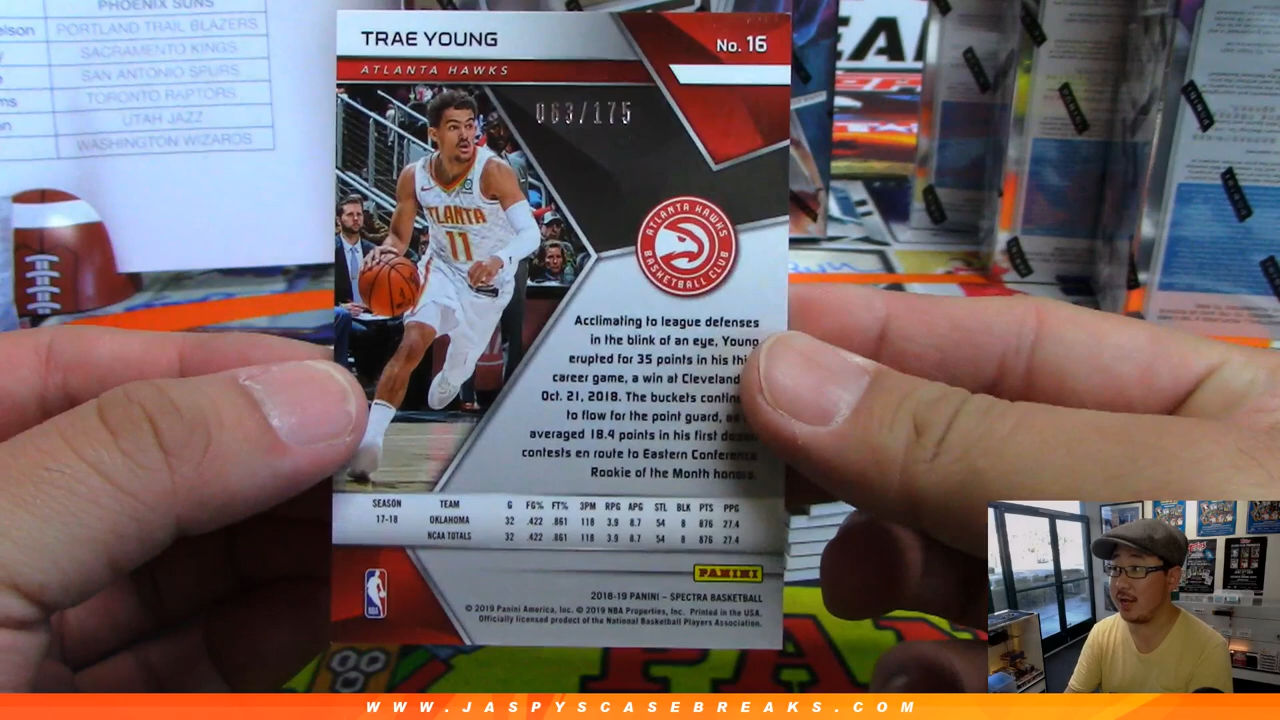 PHOENIX SUNS
elson PORTLAND TRAIL BLAZERS
SACRAMENTO KINGS
SAN ANTONIO SPURS
ms TORONTO RAPTORS
UTAH JAZZ
WASHINGTON WIZARDS
TRAE YOUNG
No. 16
ATLANTA HAWKS
063/175
ATLANTA
11
ATLANTA HAWKS
BASKETBALL CLUB
Acclimating to league defenses
in the blink of an eye, Young
erupted for 35 points in his thi
career game, a win at Cleveland
Oct. 21, 2018. The buckets contin
to flow for the point guard, as
averaged 18.4 points in his first dozen
contests en route to Eastern Conference
Rookie of the Month honors.
SEASON TEAM G FG% FT% 3PM RPG APG STL BLK PTS PPG
17-18 OKLAHOMA 32 .422 .861 118 3.9 8.7 54 8 876 27.4
NCAA TOTALS 32 .422 .861 118 3.9 8.7 54 8 876 27.4
PANINI
NBA
2018-19 PANINI – SPECTRA BASKETBALL
© 2019 Panini America, Inc. © 2019 NBA Properties, Inc. Printed in the USA.
Officially licensed product of the National Basketball Players Association.
WWW.JASPYSCASEBREAKS.COM